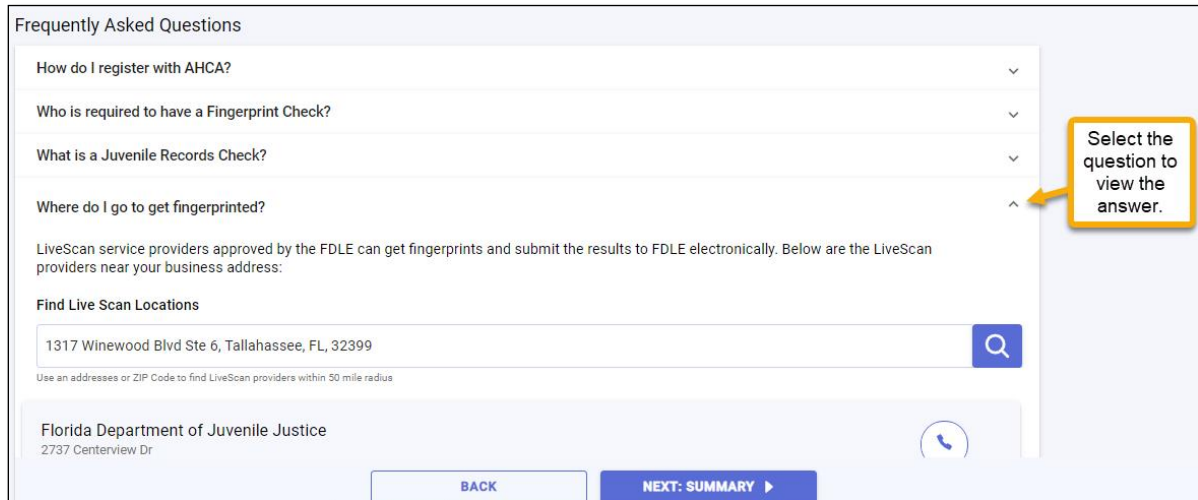 Frequently Asked Questions
How do I register with AHCA?
Who is required to have a Fingerprint Check?
What is a Juvenile Records Check?
Where do I go to get fingerprinted?
Select the
question to
view the
answer.
LiveScan service providers approved by the FDLE can get fingerprints and submit the results to FDLE electronically. Below are the LiveScan
providers near your business address:
Find Live Scan Locations
1317 Winewood Blvd Ste 6, Tallahassee, FL, 32399
Use an addresses or ZIP Code to find LiveScan providers within 50 mile radius
Florida Department of Juvenile Justice
2737 Centerview Dr
BACK
NEXT: SUMMARY